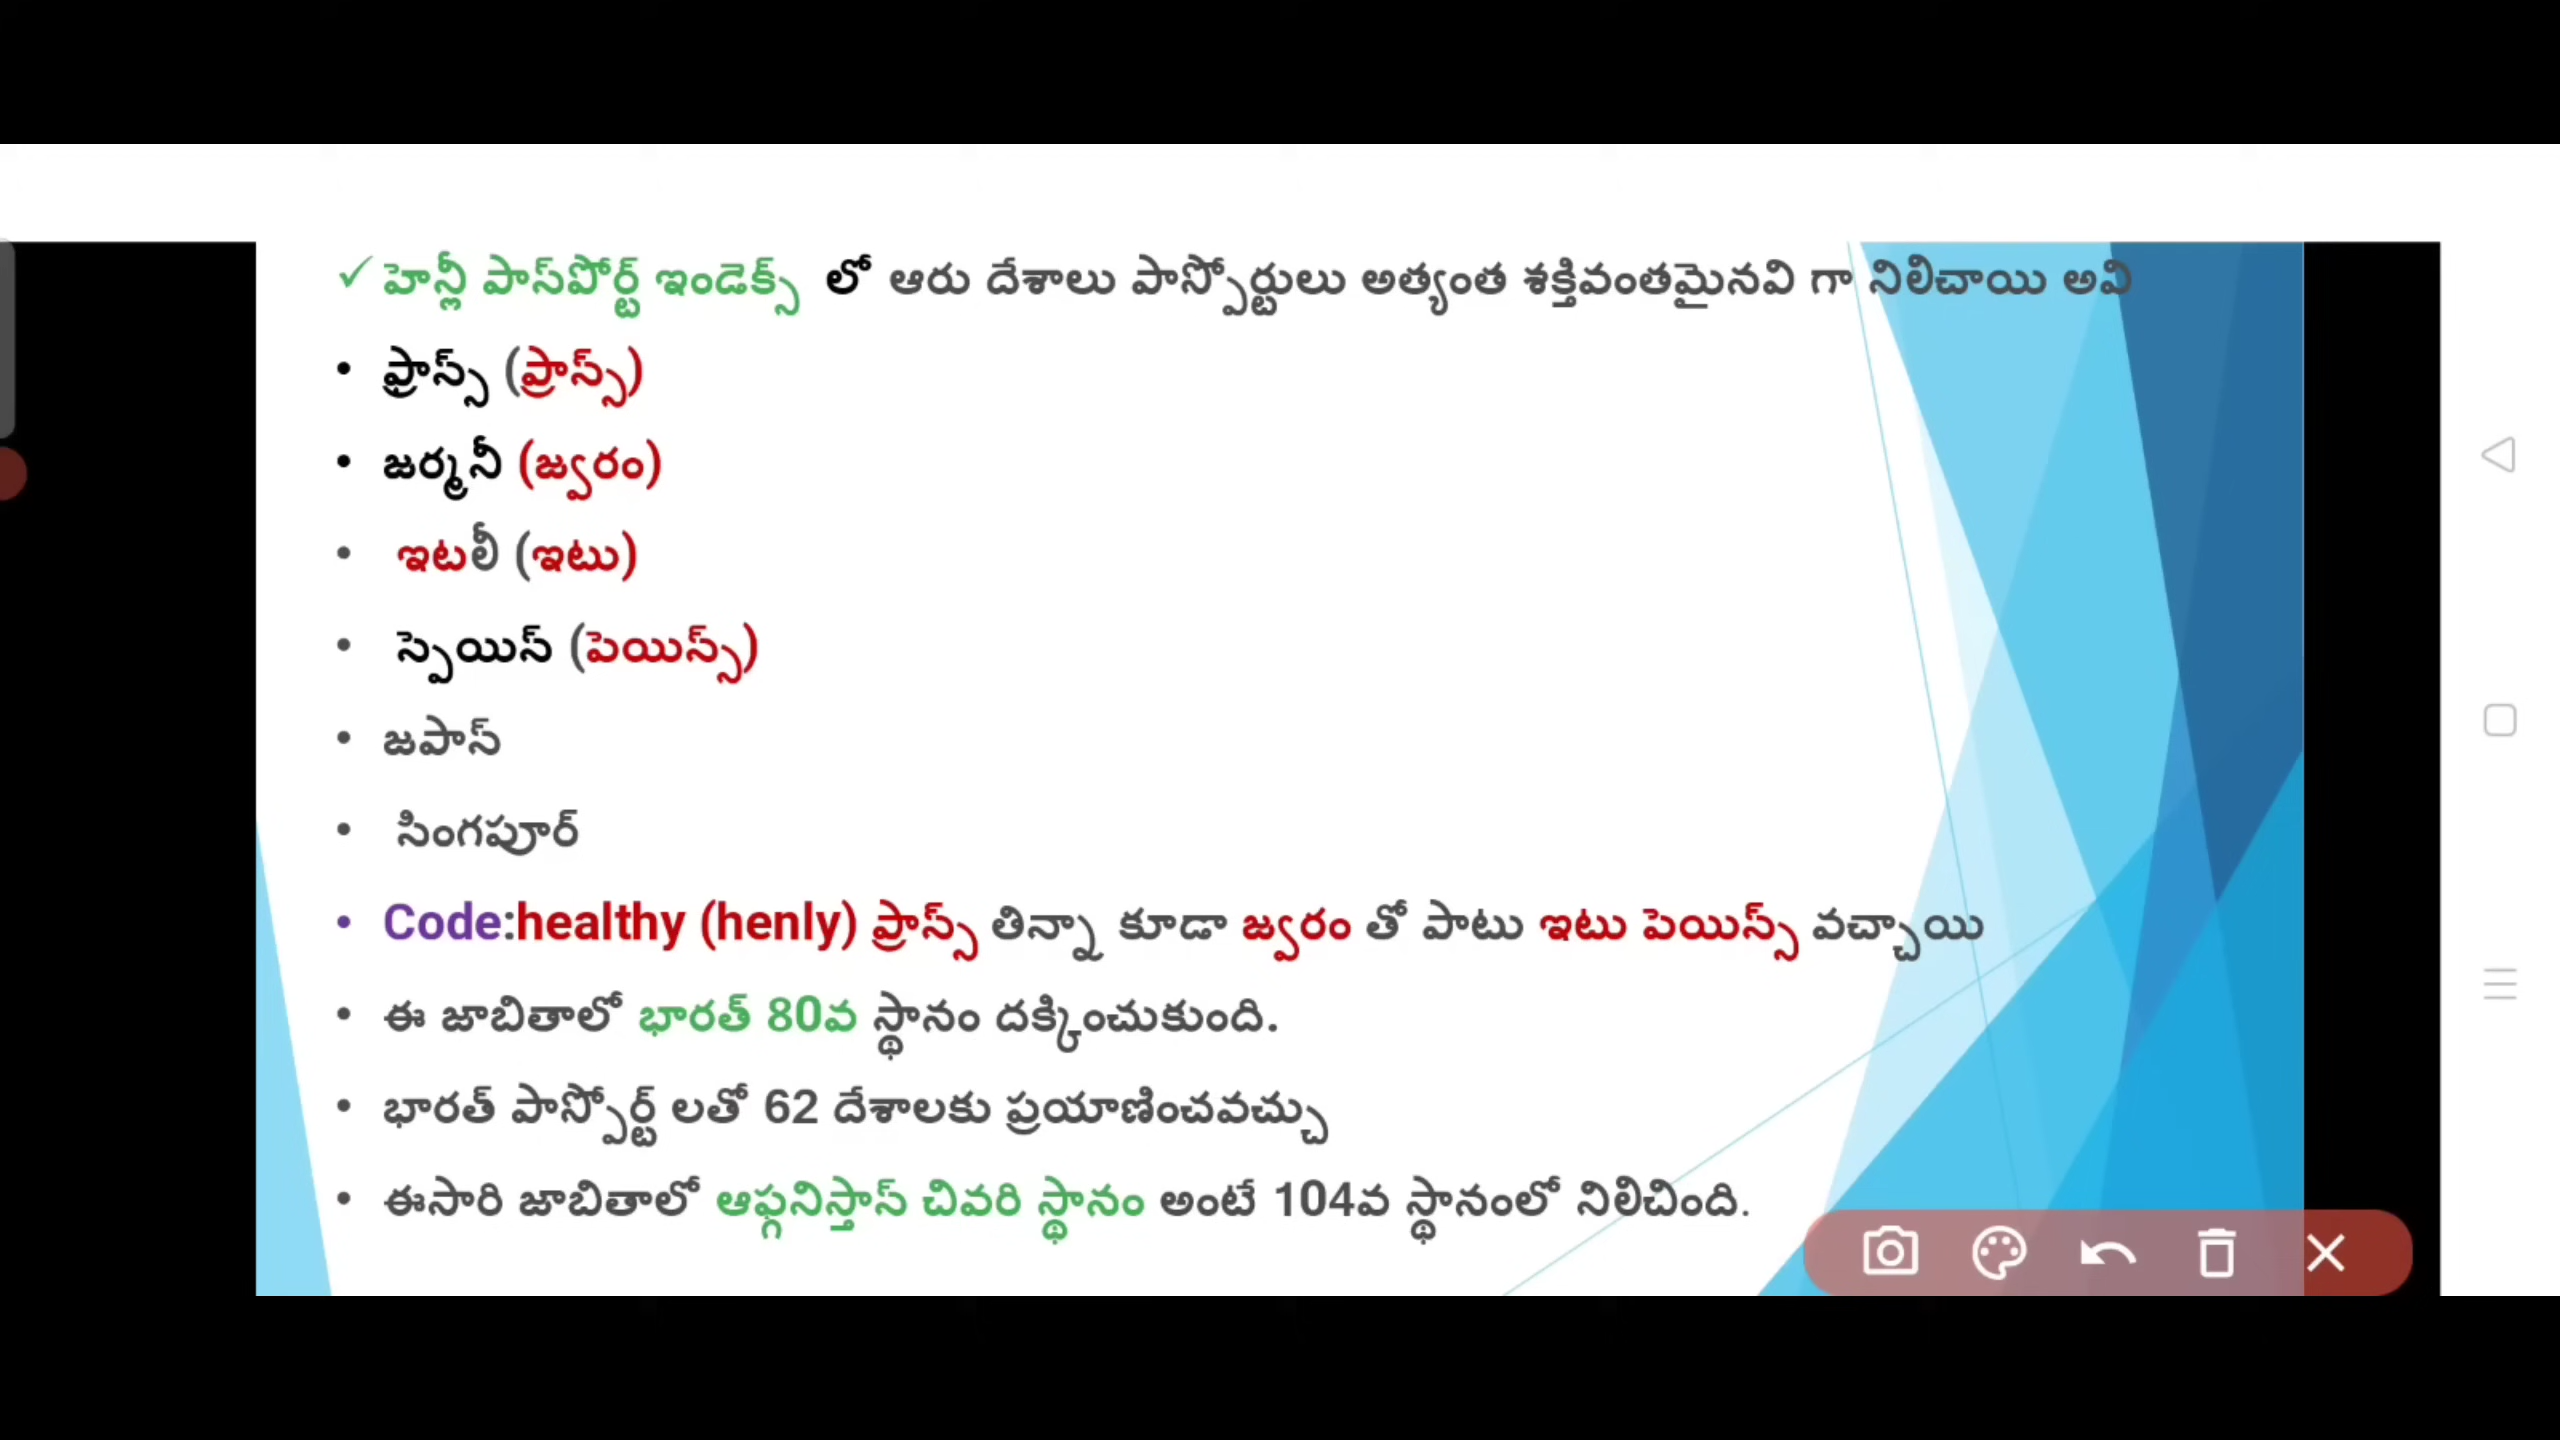 ✓ హెన్లీ పాస్‌పోర్ట్ ఇండెక్స్ లో ఆరు దేశాలు పాస్పోర్టులు అత్యంత శక్తివంతమైనవి గా నిలిచాయి అవి
• ఫ్రాన్స్ (ఫ్రాన్స్)
• జర్మనీ (జ్వరం)
• ఇటలీ (ఇటు)
• స్పెయిన్ (పెయిన్స్)
• జపాన్
• సింగపూర్
• Code:healthy (henly) ఫ్రాన్స్ తిన్నా కూడా జ్వరం తో పాటు ఇటు పెయిన్స్ వచ్చాయి
• ఈ జాబితాలో భారత్ 80వ స్థానం దక్కించుకుంది.
• భారత్ పాస్పోర్ట్ లతో 62 దేశాలకు ప్రయాణించవచ్చు
• ఈసారి జాబితాలో ఆఫ్గనిస్తాన్ చివరి స్థానం అంటే 104వ స్థానంలో నిలిచింది.